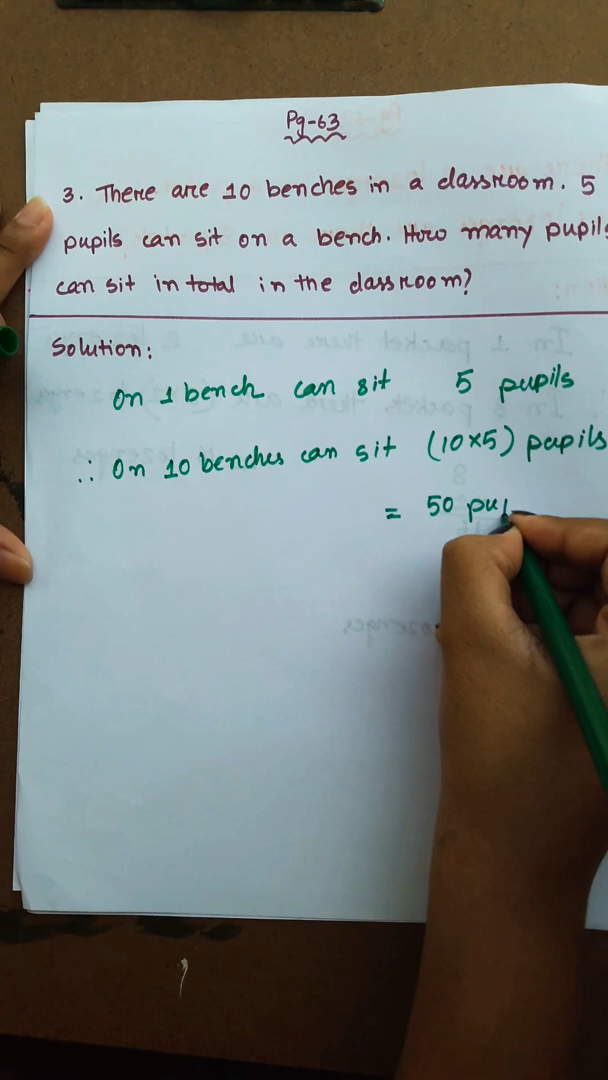 Pg-63
3. There are 10 benches in a classroom. 5
pupils can sit on a bench. How many pupils
can sit in total in the classroom?
Solution:
On 1 bench can sit 5 pupils
∴ On 10 benches can sit (10×5) pupils
= 50 pup